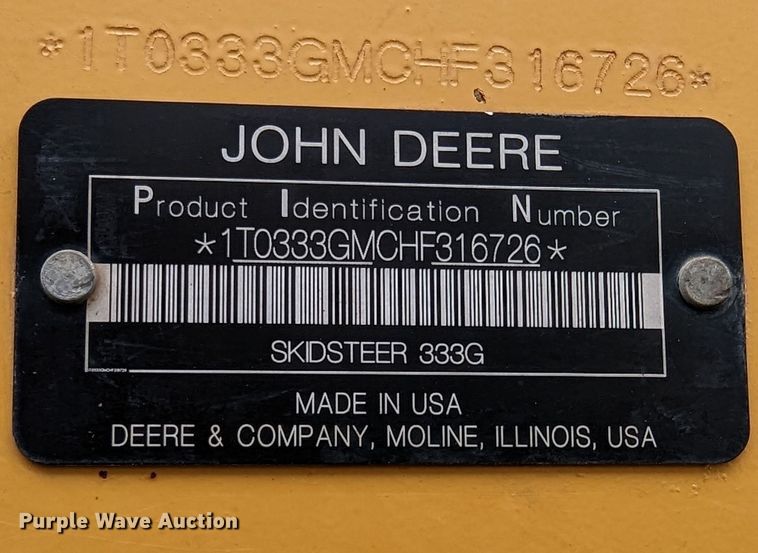 *1T0333GMCHF316726*
JOHN DEERE
Product Identification Number
*1T0333GMCHF316726*
SKIDSTEER 333G
1T0333GMCHF316726
MADE IN USA
DEERE & COMPANY, MOLINE, ILLINOIS, USA
Purple Wave Auction